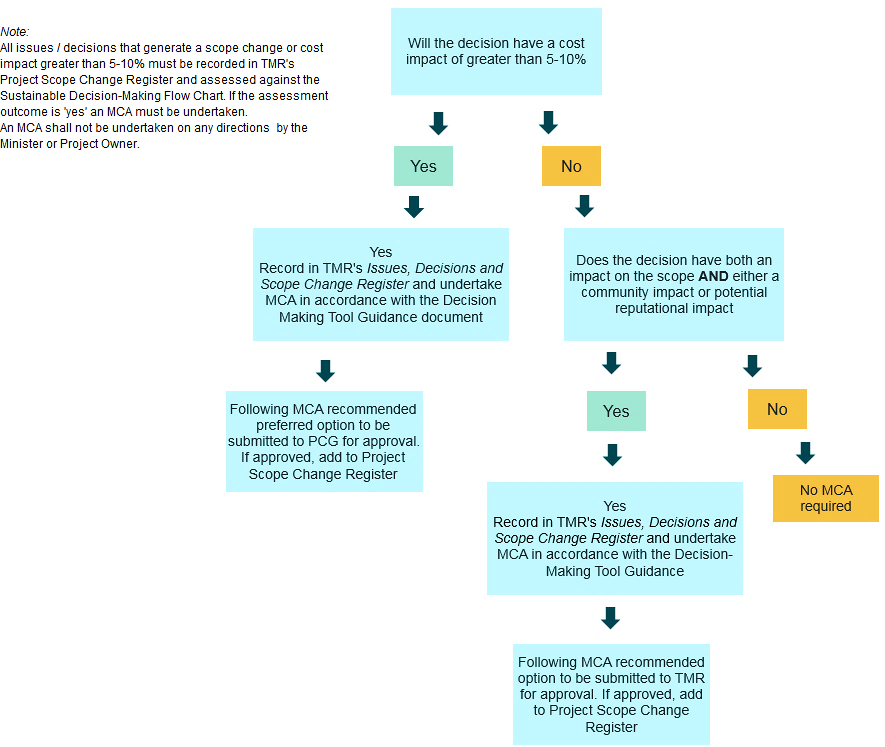 Note:
All issues / decisions that generate a scope change or cost
impact greater than 5-10% must be recorded in TMR's
Project Scope Change Register and assessed against the
Sustainable Decision-Making Flow Chart. If the assessment
outcome is 'yes' an MCA must be undertaken.
An MCA shall not be undertaken on any directions by the
Minister or Project Owner.
Will the decision have a cost
impact of greater than 5-10%
Yes
No
Yes
Record in TMR's Issues, Decisions and
Scope Change Register and undertake
MCA in accordance with the Decision
Making Tool Guidance document
Does the decision have both an
impact on the scope AND either a
community impact or potential
reputational impact
Following MCA recommended
preferred option to be
submitted to PCG for approval.
If approved, add to Project
Scope Change Register
Yes
No
No MCA
required
Yes
Record in TMR's Issues, Decisions and
Scope Change Register and undertake
MCA in accordance with the Decision-
Making Tool Guidance
Following MCA recommended
option to be submitted to TMR
for approval. If approved, add
to Project Scope Change
Register